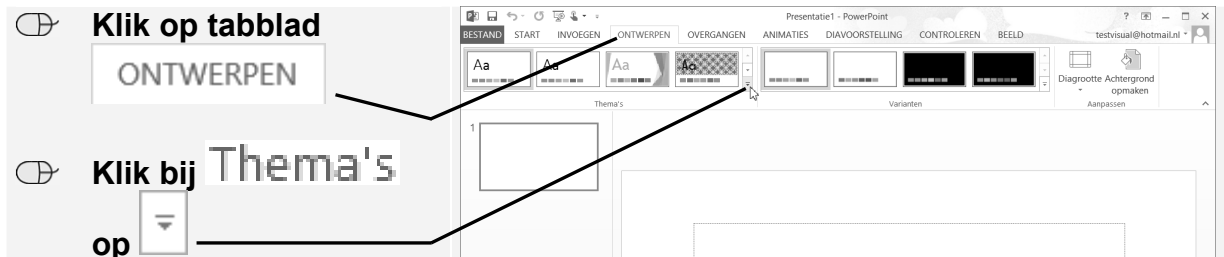 Klik op tabblad
ONTWERPEN
Klik bij Thema's
op
Presentatie1 - PowerPoint
?
BESTAND START INVOEGEN ONTWERPEN OVERGANGEN ANIMATIES DIAVOORSTELLING CONTROLEREN BEELD testvisual@hotmail.nl
Aa Aa Aa Aa
Diagrootte Achtergrond
opmaken
Thema's Varianten Aanpassen
1